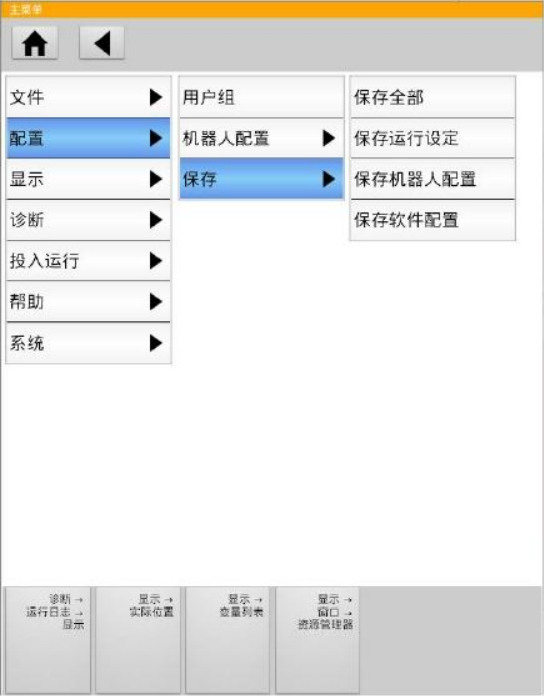 主菜单
文件
配置
显示
诊断
投入运行
帮助
系统
用户组
机器人配置
保存
保存全部
保存运行设定
保存机器人配置
保存软件配置
诊断 →
运行日志 →
显示
显示 →
实际位置
显示 →
变量列表
显示 →
窗口 →
资源管理器